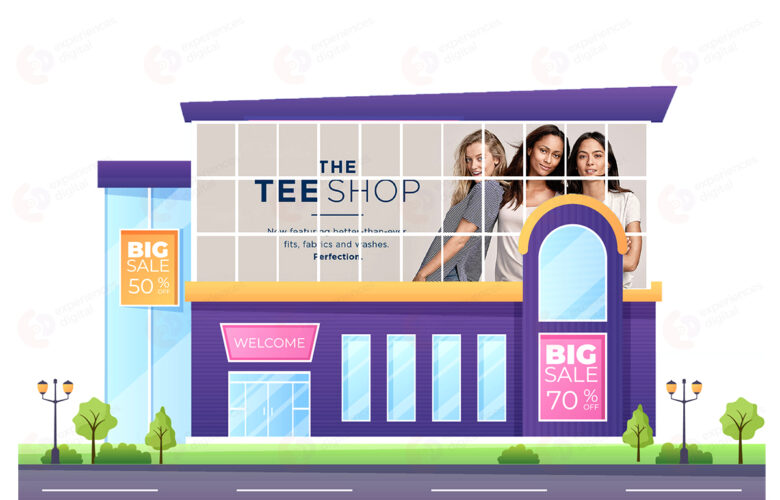 THE
TEE SHOP
Now featuring better-than-ever
fits, fabrics and washes.
Perfection.
BIG
SALE
50 %
OFF
WELCOME
BIG
SALE
70 %
OFF
experiences
digital